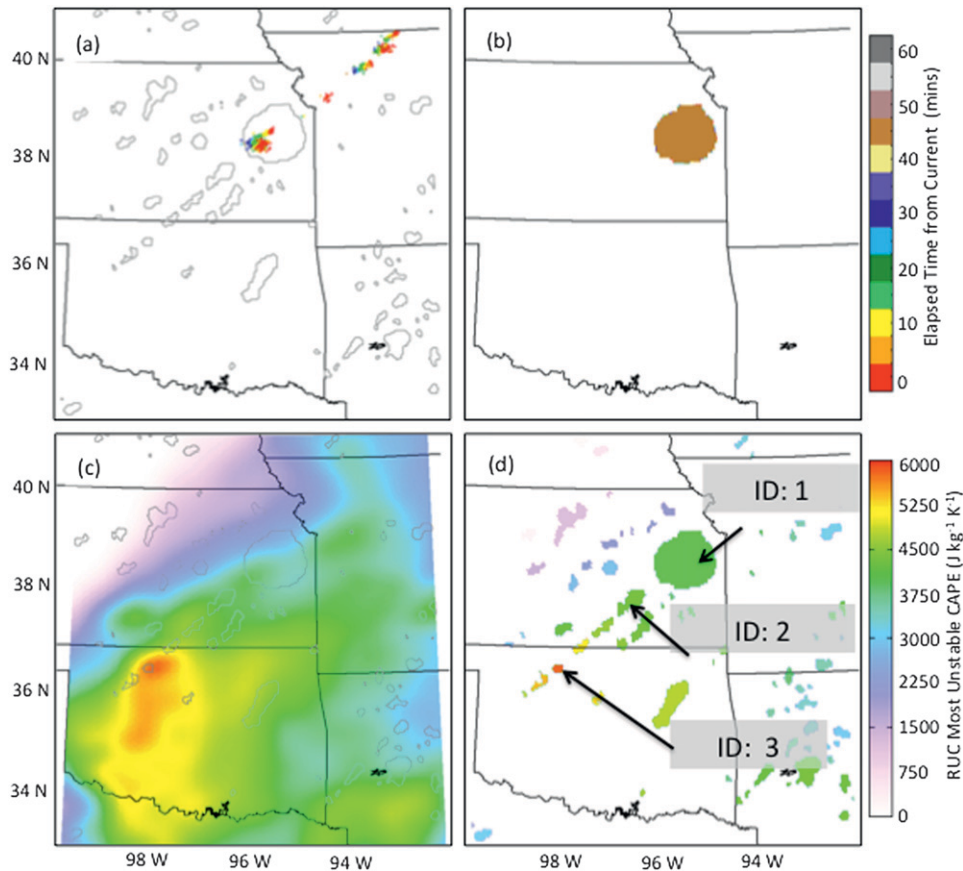 (a)
(b)
40 N
38 N
36 N
34 N
60
50
40
30
20
10
0
Elapsed Time from Current (mins)
(c)
(d)
40 N
38 N
36 N
34 N
98 W
96 W
94 W
98 W
96 W
94 W
ID: 1
ID: 2
ID: 3
6000
5250
4500
3750
3000
2250
1500
750
0
RUC Most Unstable CAPE (J kg⁻¹ K⁻¹)